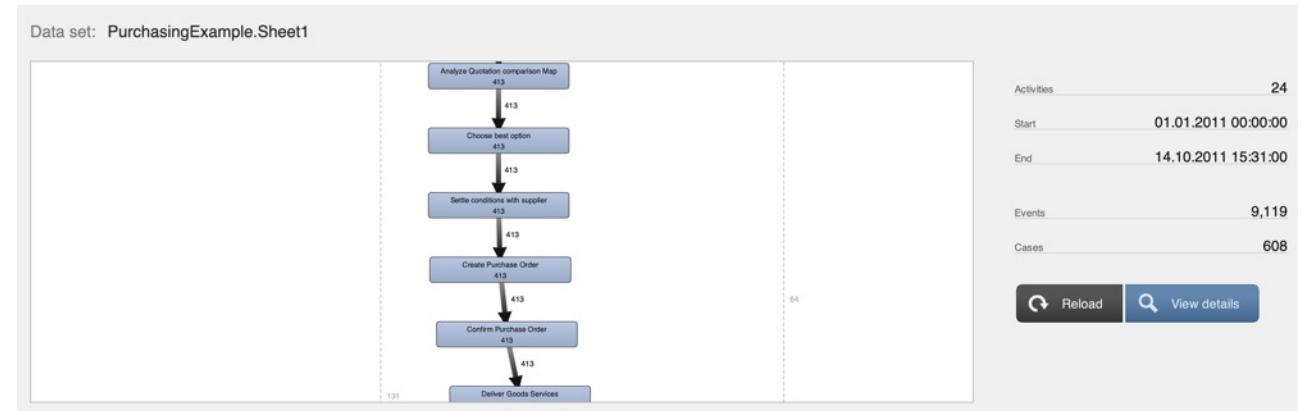 Data set: PurchasingExample.Sheet1
Analyze Quotation comparison Map
413
413
Choose best option
413
413
Settle conditions with supplier
413
413
Create Purchase Order
413
413
64
Confirm Purchase Order
413
413
131
Deliver Goods Services
Activities 24
Start 01.01.2011 00:00:00
End 14.10.2011 15:31:00
Events 9,119
Cases 608
Reload
View details